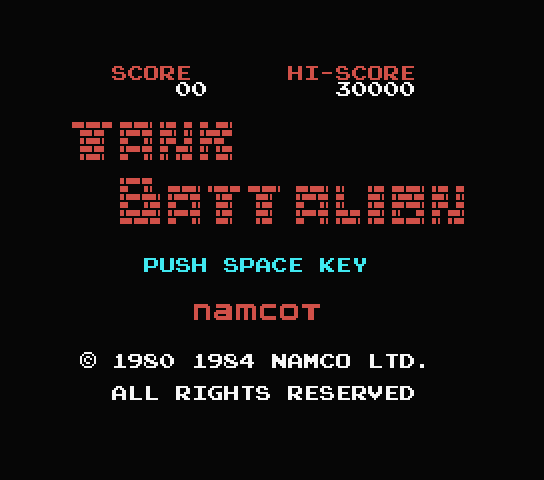 SCORE HI-SCORE
00 30000
TANK
BATTALION
PUSH SPACE KEY
namcot
© 1980 1984 NAMCO LTD.
ALL RIGHTS RESERVED